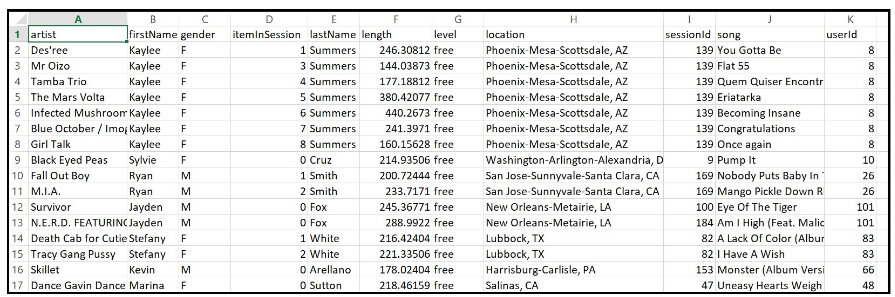 A B C D E F G H I J K
1 artist firstName gender itemInSession lastName length level location sessionId song userId
2 Des'ree Kaylee F 1 Summers 246.30812 free Phoenix-Mesa-Scottsdale, AZ 139 You Gotta Be 8
3 Mr Oizo Kaylee F 3 Summers 144.03873 free Phoenix-Mesa-Scottsdale, AZ 139 Flat 55 8
4 Tamba Trio Kaylee F 4 Summers 177.18812 free Phoenix-Mesa-Scottsdale, AZ 139 Quem Quiser Encontr 8
5 The Mars Volta Kaylee F 5 Summers 380.42077 free Phoenix-Mesa-Scottsdale, AZ 139 Eriatarka 8
6 Infected Mushroom Kaylee F 6 Summers 440.2673 free Phoenix-Mesa-Scottsdale, AZ 139 Becoming Insane 8
7 Blue October / Imog Kaylee F 7 Summers 241.3971 free Phoenix-Mesa-Scottsdale, AZ 139 Congratulations 8
8 Girl Talk Kaylee F 8 Summers 160.15628 free Phoenix-Mesa-Scottsdale, AZ 139 Once again 8
9 Black Eyed Peas Sylvie F 0 Cruz 214.93506 free Washington-Arlington-Alexandria, D 9 Pump It 10
10 Fall Out Boy Ryan M 1 Smith 200.72444 free San Jose-Sunnyvale-Santa Clara, CA 169 Nobody Puts Baby In 26
11 M.I.A. Ryan M 2 Smith 233.7171 free San Jose-Sunnyvale-Santa Clara, CA 169 Mango Pickle Down R 26
12 Survivor Jayden M 0 Fox 245.36771 free New Orleans-Metairie, LA 100 Eye Of The Tiger 101
13 N.E.R.D. FEATURING Jayden M 0 Fox 288.9922 free New Orleans-Metairie, LA 184 Am I High (Feat. Malic 101
14 Death Cab for Cutie Stefany F 1 White 216.42404 free Lubbock, TX 82 A Lack Of Color (Albur 83
15 Tracy Gang Pussy Stefany F 2 White 221.33506 free Lubbock, TX 82 I Have A Wish 83
16 Skillet Kevin M 0 Arellano 178.02404 free Harrisburg-Carlisle, PA 153 Monster (Album Versi 66
17 Dance Gavin Dance Marina F 0 Sutton 218.46159 free Salinas, CA 47 Uneasy Hearts Weigh 48